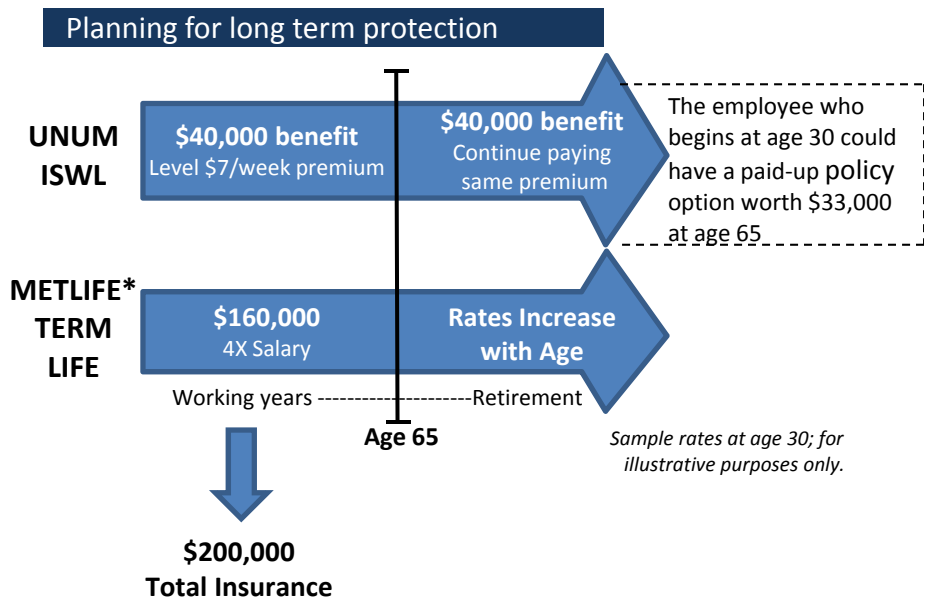 Planning for long term protection
UNUM
ISWL
$40,000 benefit
Level $7/week premium
$40,000 benefit
Continue paying
same premium
The employee who
begins at age 30 could
have a paid-up policy
option worth $33,000
at age 65
METLIFE*
TERM
LIFE
$160,000
4X Salary
Rates Increase
with Age
Working years ----------------------Retirement
Age 65
Sample rates at age 30; for
illustrative purposes only.
$200,000
Total Insurance